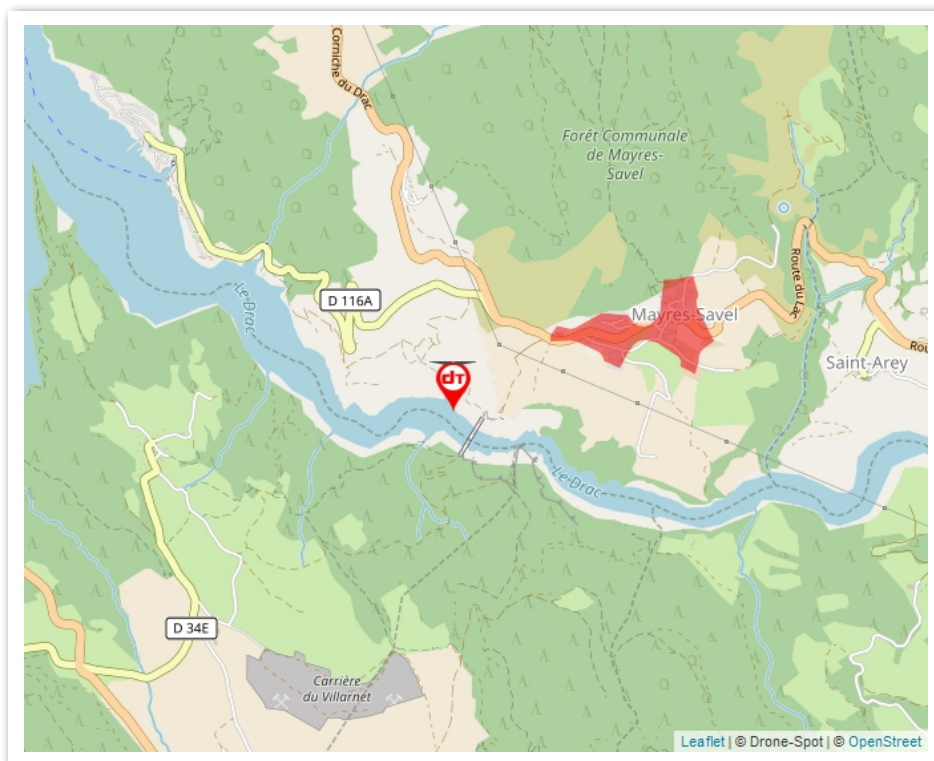 Corniche du Drac
Forêt Communale
de Mayres-
Savel
Le Drac
D 116A
Route du Lac
Mayres-Savel
Saint-Arey
Rou
dT
Le Drac
D 34E
Carrière
du Villarnet
Leaflet | © Drone-Spot | © OpenStreet